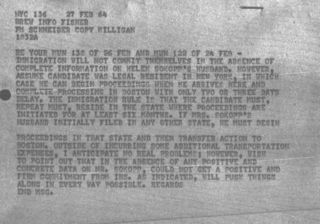 NYC 136   27 FEB 64
BREW INFO FISHER
FM SCHNEIDER COPY MILLIGAN
1030A
RE YOUR MUN 135 OF 26 FEB AND MUN 128 OF 24 FEB -
IMMIGRATION WILL NOT COMMIT THEMSELVES IN THE ABSENCE OF
COMPLETE INFORMATION ON HELEN SOKOPP'S HUSBAND. HOWEVER,
ASSUME CANDIDATE WAS LEGAL RESIDENT IN NEW YORK, IN WHICH
CASE HE CAN BEGIN PROCEEDINGS WHEN HE ARRIVES HERE AND
COMPLETE PROCESSING IN BOSTON WITH ONLY TWO OR THREE DAYS
DELAY. THE IMMIGRATION RULE IS THAT THE CANDIDATE MUST,
REPEAT MUST, RESIDE IN THE STATE WHERE PROCEEDINGS ARE
INITIATED FOR AT LEAST SIX MONTHS. IF MRS. SOKOPP'S
HUSBAND INITIALLY FILED IN ANY OTHER STATE, HE MUST BEGIN
PROCEEDINGS IN THAT STATE AND THEN TRANSFER ACTION TO
BOSTON. OUTSIDE OF INCURRING SOME ADDITIONAL TRANSPORTATION
EXPENSES, I ANTICIPATE NO REAL PROBLEMS; HOWEVER, WISH
TO POINT OUT THAT IN THE ABSENCE OF ANY POSITIVE AND
CONCRETE DATA ON MR. SOKOPP, COULD NOT GET A POSITIVE AND
FIRM COMMITMENT FROM INS. AS INDICATED, WILL PUSH THINGS
ALONG IN EVERY WAY POSSIBLE. REGARDS
END MSG.